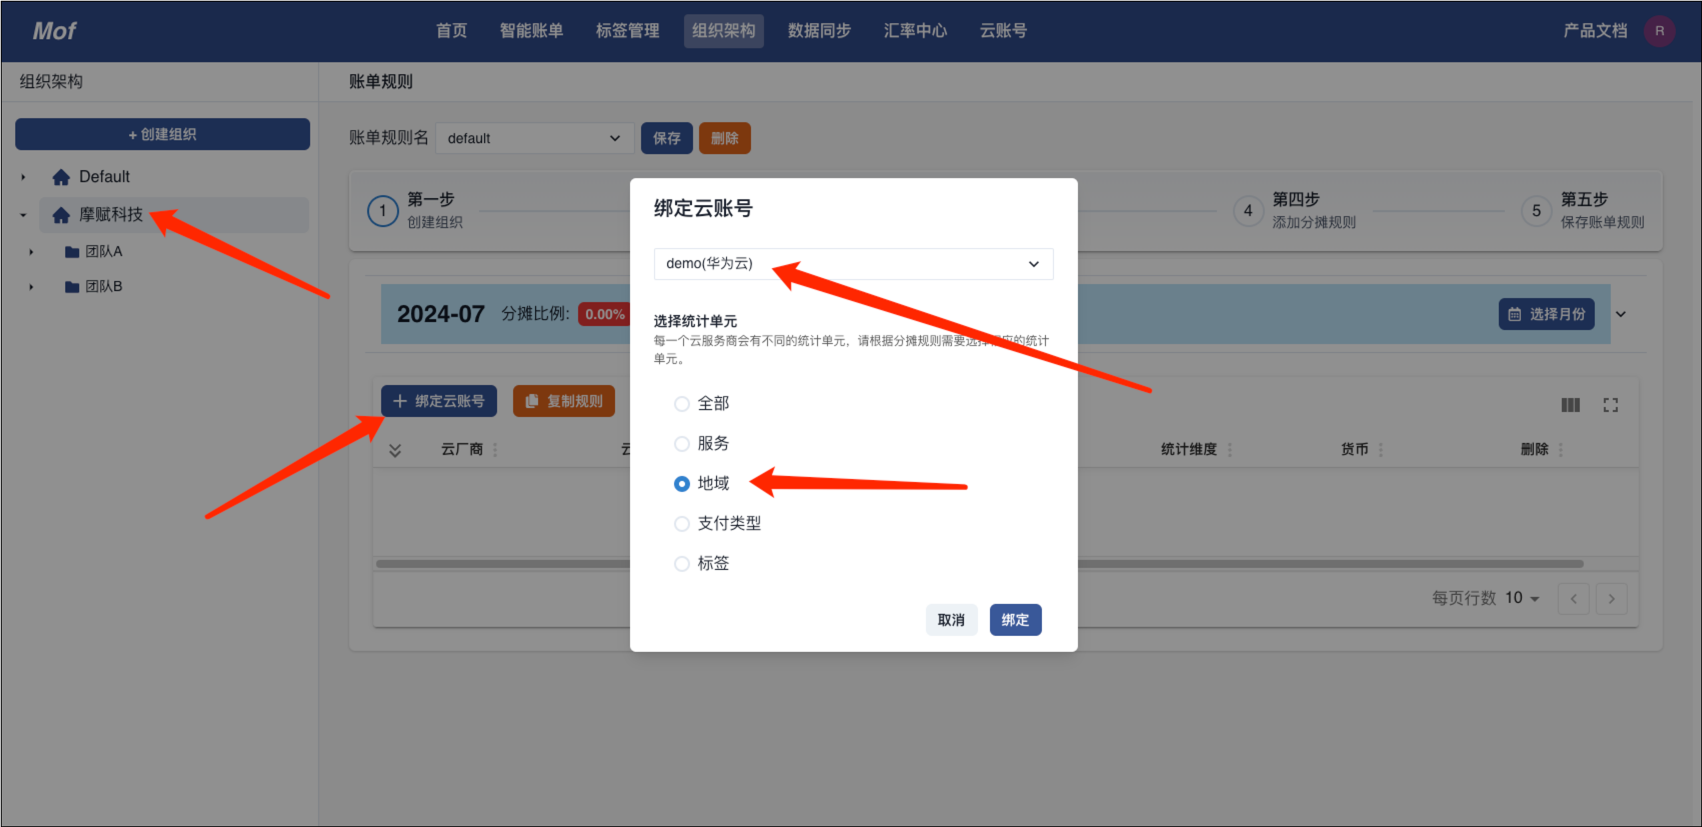 Mof
首页
智能账单
标签管理
组织架构
数据同步
汇率中心
云账号
产品文档
R
组织架构
+ 创建组织
Default
摩赋科技
团队A
团队B
账单规则
账单规则名
default
保存
删除
1
第一步
创建组织
4
第四步
添加分摊规则
5
第五步
保存账单规则
2024-07
分摊比例:
0.00%
选择月份
绑定云账号
复制规则
云厂商
云
统计维度
货币
删除
每页行数
10
绑定云账号
demo(华为云)
选择统计单元
每一个云服务商会有不同的统计单元，请根据分摊规则需要选择应的统计
单元。
全部
服务
地域
支付类型
标签
取消
绑定